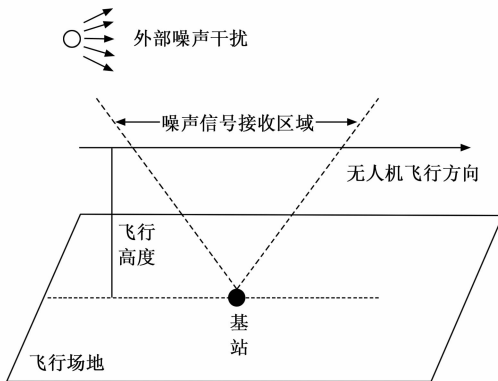 外部噪声干扰
噪声信号接收区域
无人机飞行方向
飞行
高度
基
站
飞行场地